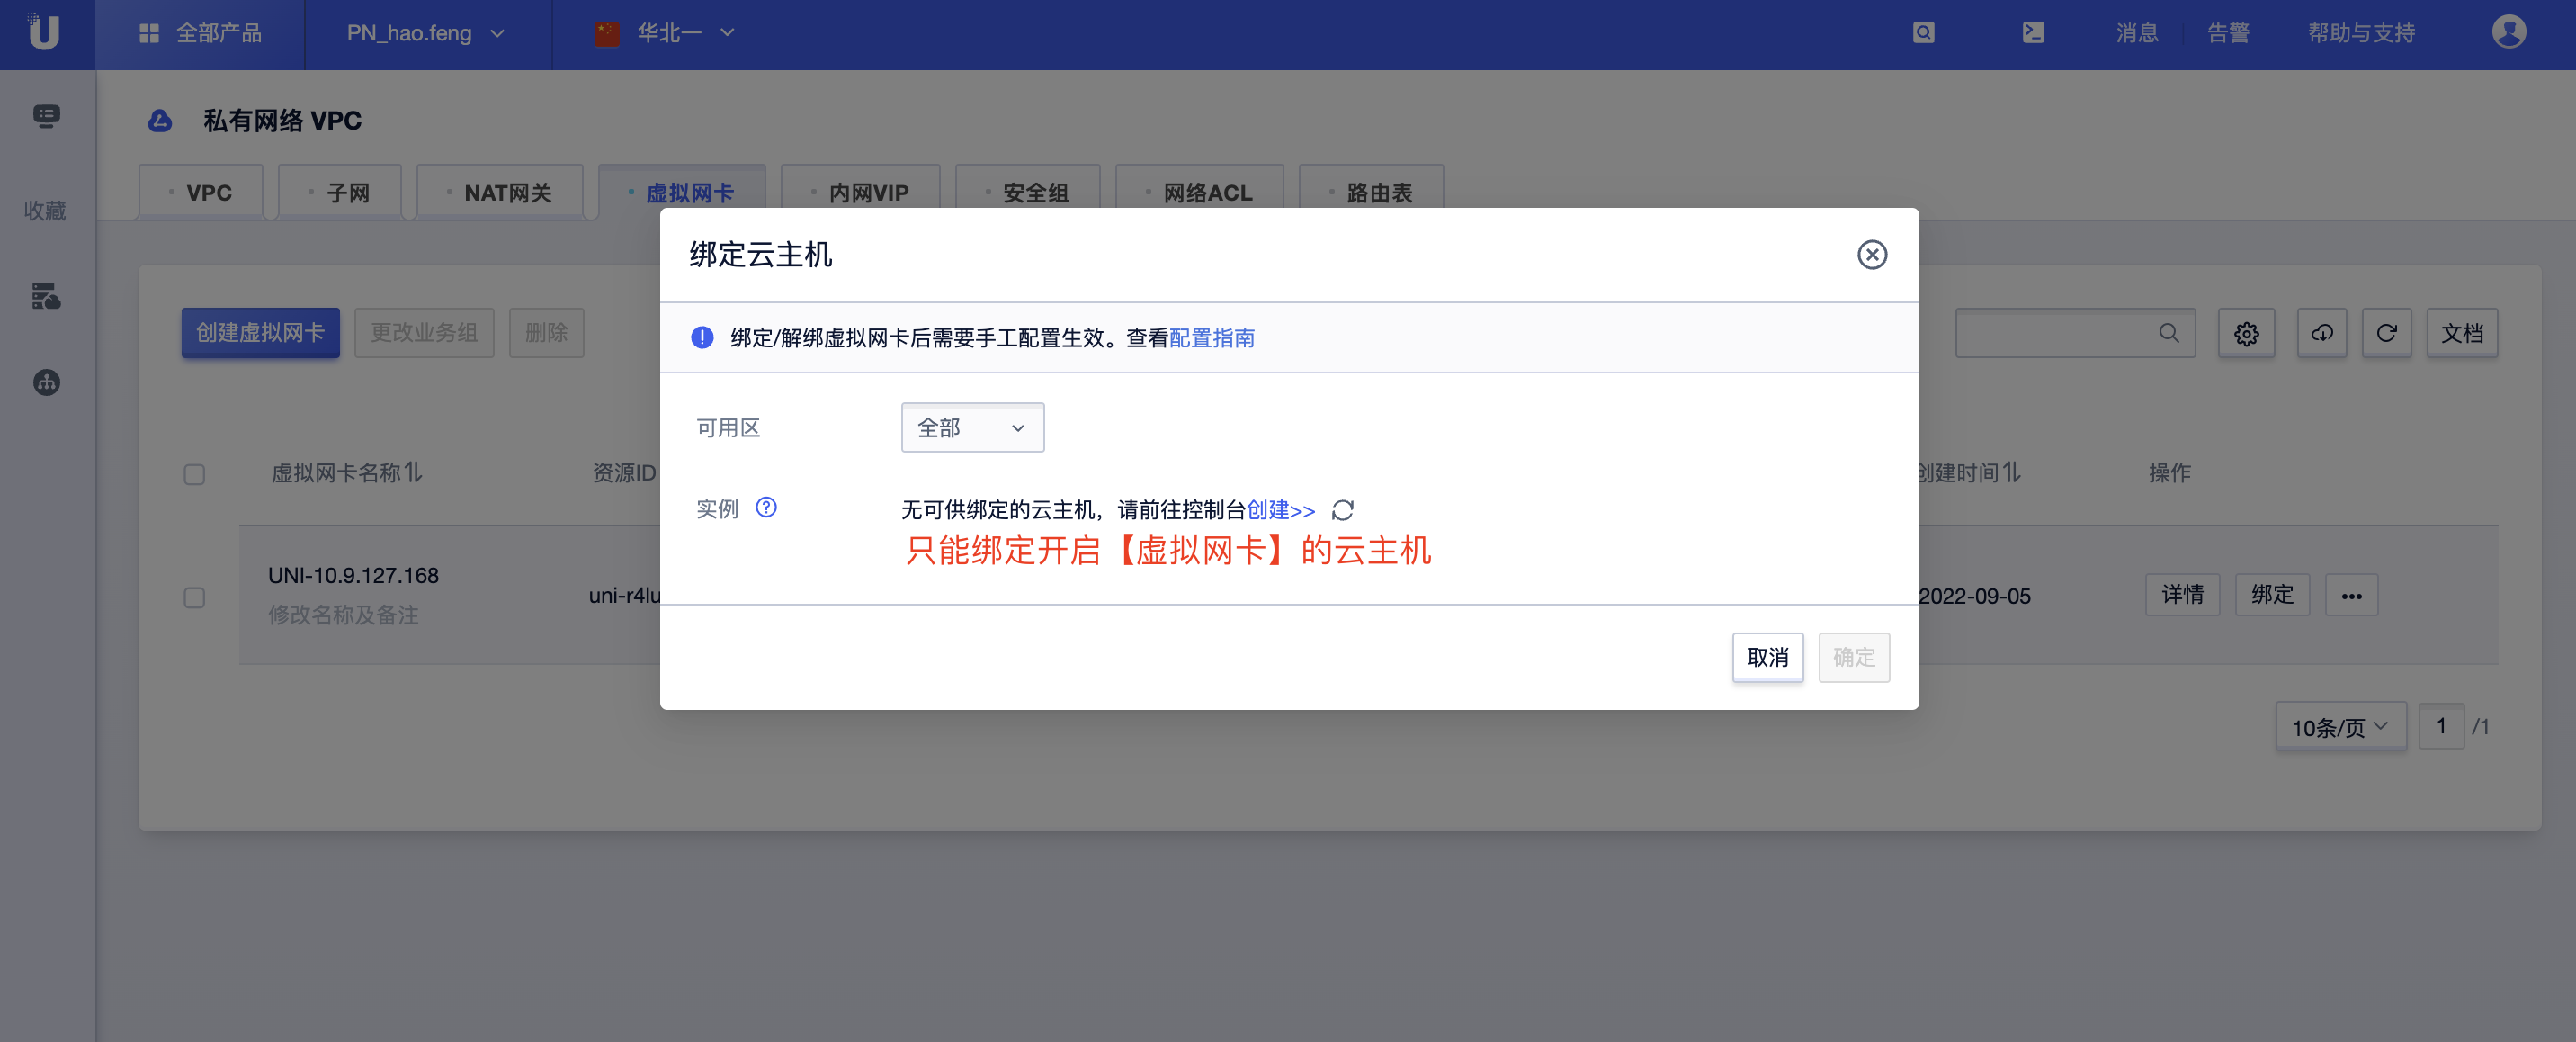 全部产品
PN_hao.feng
华北一
消息
告警
帮助与支持
收藏
私有网络 VPC
VPC
子网
NAT网关
虚拟网卡
内网VIP
安全组
网络ACL
路由表
绑定云主机
创建虚拟网卡
更改业务组
删除
绑定/解绑虚拟网卡后需要手工配置生效。查看配置指南
文档
可用区
全部
虚拟网卡名称
资源ID
创建时间
操作
实例
无可供绑定的云主机，请前往控制台创建>>
只能绑定开启【虚拟网卡】的云主机
UNI-10.9.127.168
修改名称及备注
uni-r4lu
2022-09-05
详情
绑定
取消
确定
10条/页
1
/1